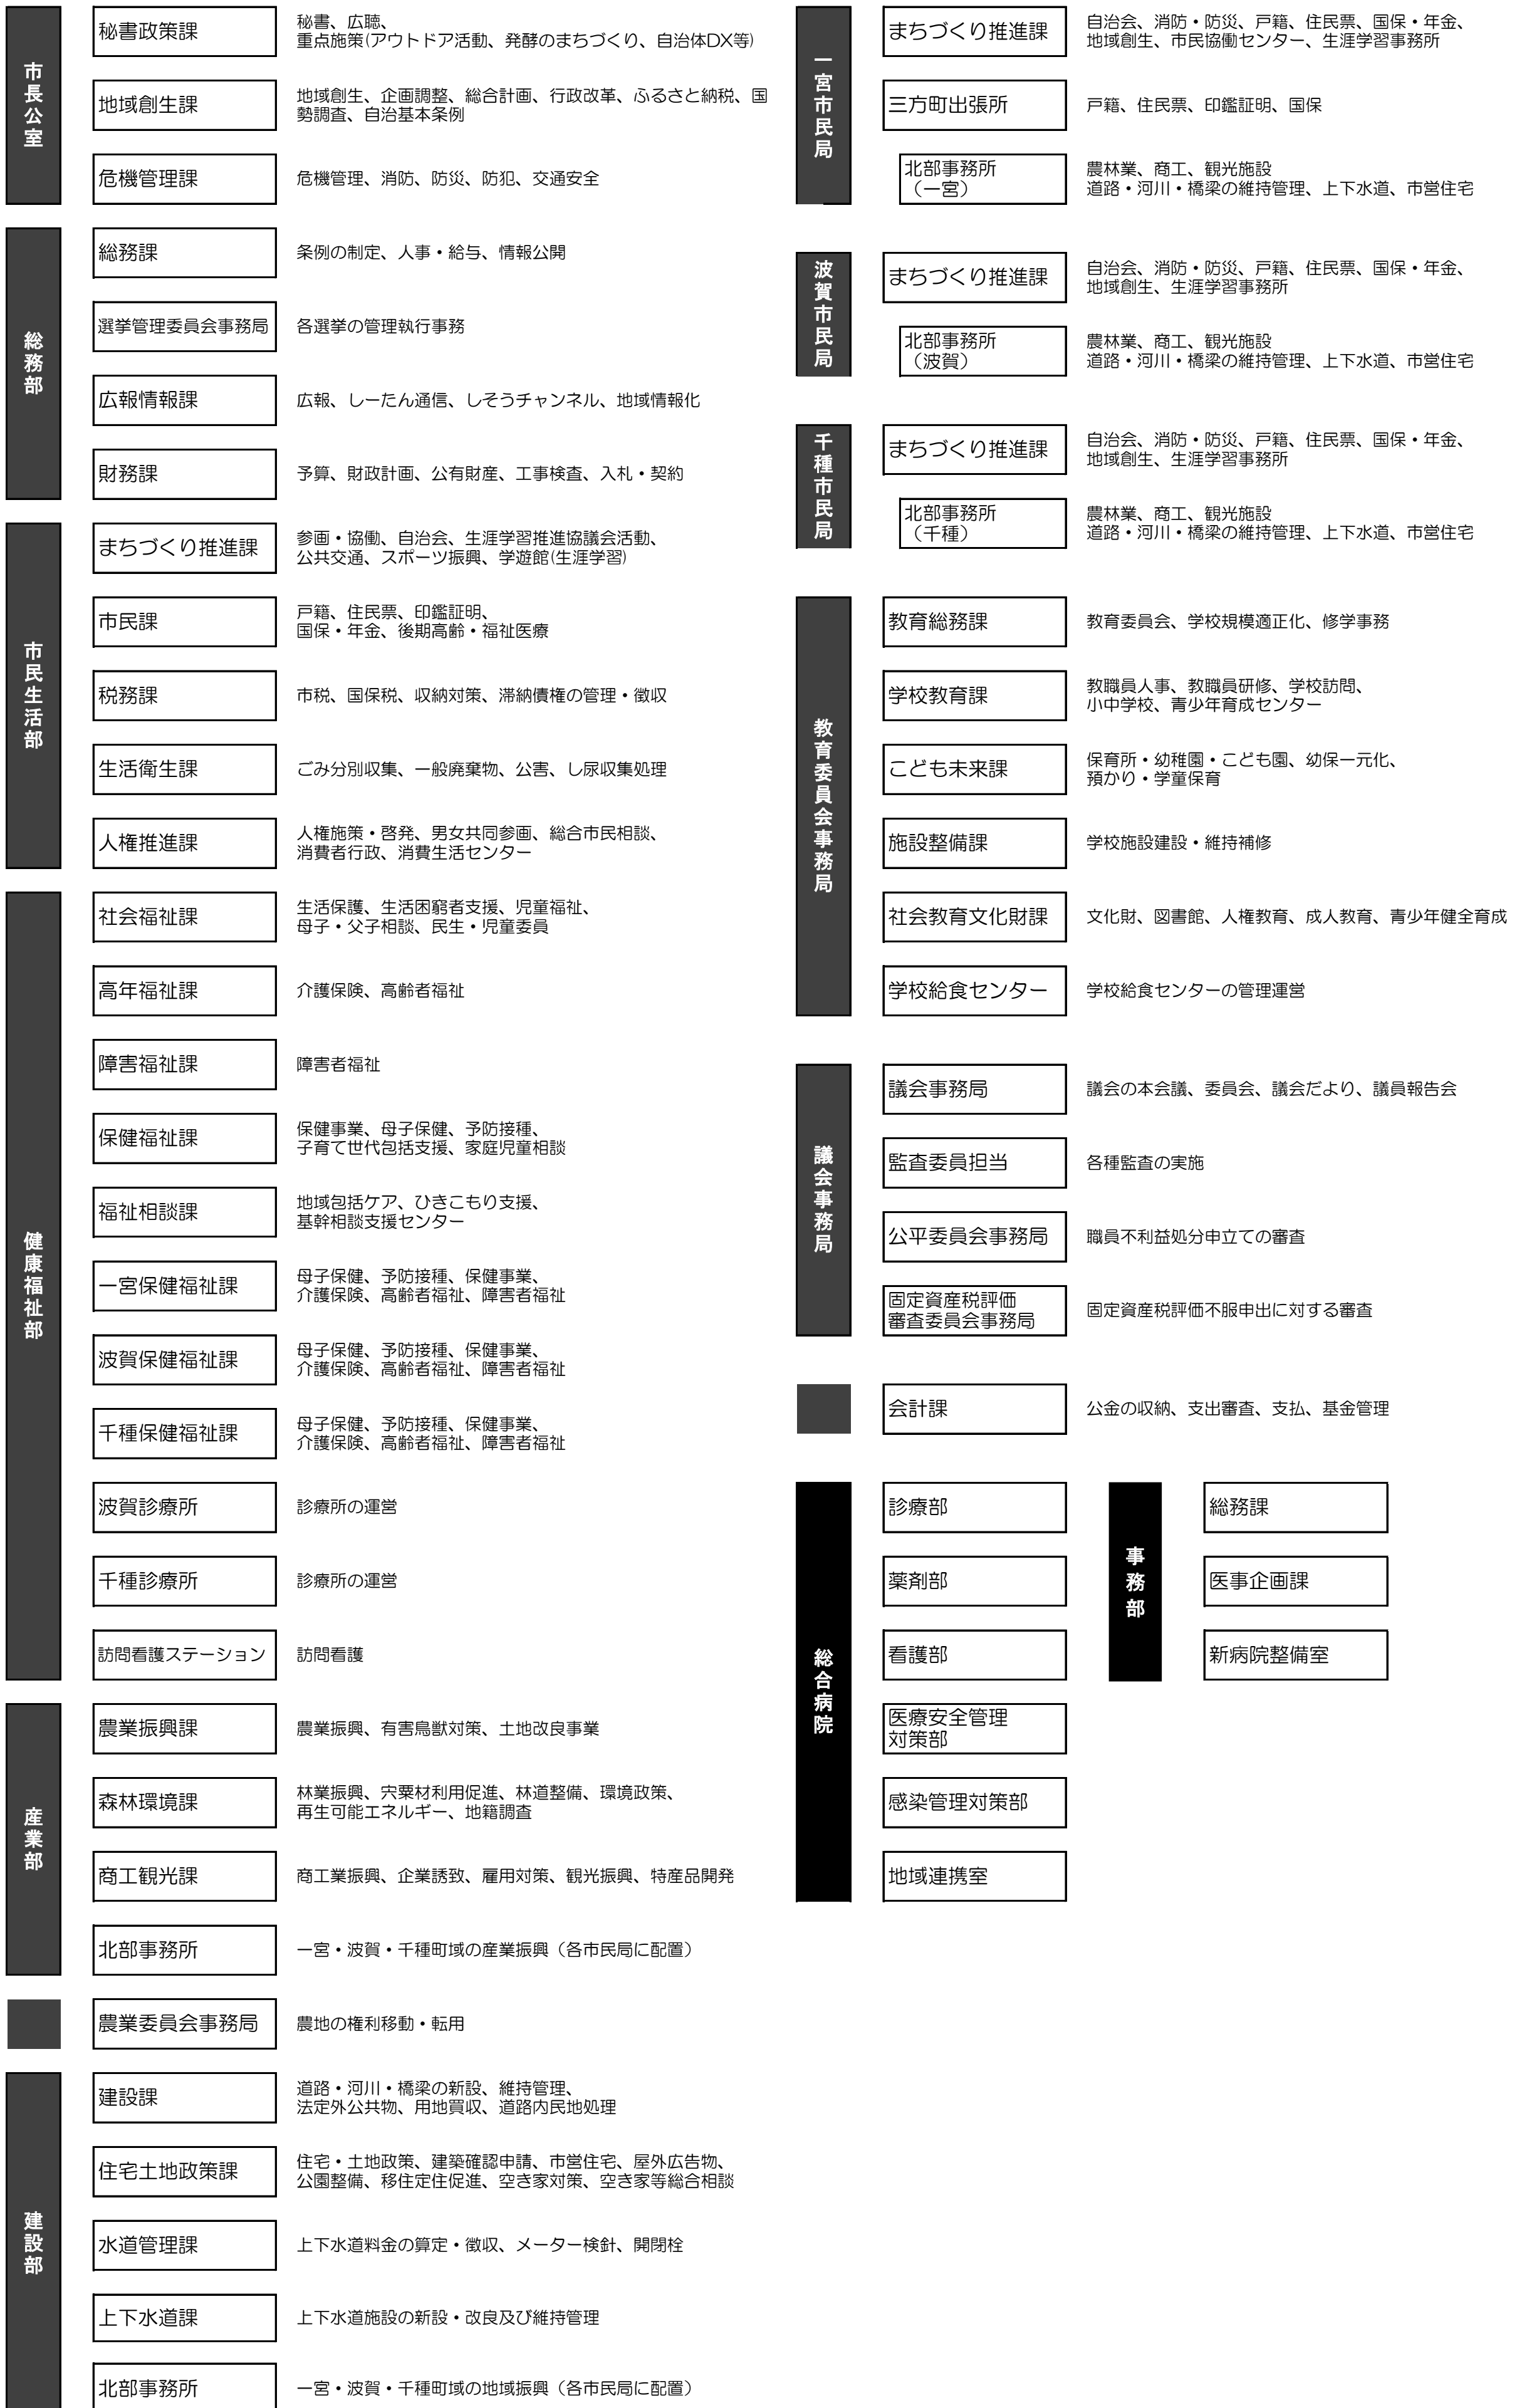 市長公室
秘書政策課
秘書、広聴、
重点施策(アウトドア活動、発酵のまちづくり、自治体DX等)
地域創生課
地域創生、企画調整、総合計画、行政改革、ふるさと納税、国
勢調査、自治基本条例
危機管理課
危機管理、消防、防災、防犯、交通安全
総務部
総務課
条例の制定、人事・給与、情報公開
選挙管理委員会事務局
各選挙の管理執行事務
広報情報課
広報、しーたん通信、しそうチャンネル、地域情報化
財務課
予算、財政計画、公有財産、工事検査、入札・契約
市民生活部
まちづくり推進課
参画・協働、自治会、生涯学習推進協議会活動、
公共交通、スポーツ振興、学遊館(生涯学習)
市民課
戸籍、住民票、印鑑証明、
国保・年金、後期高齢・福祉医療
税務課
市税、国保税、収納対策、滞納債権の管理・徴収
生活衛生課
ごみ分別収集、一般廃棄物、公害、し尿収集処理
人権推進課
人権施策・啓発、男女共同参画、総合市民相談、
消費者行政、消費生活センター
健康福祉部
社会福祉課
生活保護、生活困窮者支援、児童福祉、
母子・父子相談、民生・児童委員
高年福祉課
介護保険、高齢者福祉
障害福祉課
障害者福祉
保健福祉課
保健事業、母子保健、予防接種、
子育て世代包括支援、家庭児童相談
福祉相談課
地域包括ケア、ひきこもり支援、
基幹相談支援センター
一宮保健福祉課
母子保健、予防接種、保健事業、
介護保険、高齢者福祉、障害者福祉
波賀保健福祉課
母子保健、予防接種、保健事業、
介護保険、高齢者福祉、障害者福祉
千種保健福祉課
母子保健、予防接種、保健事業、
介護保険、高齢者福祉、障害者福祉
波賀診療所
診療所の運営
千種診療所
診療所の運営
訪問看護ステーション
訪問看護
産業部
農業振興課
農業振興、有害鳥獣対策、土地改良事業
森林環境課
林業振興、宍粟材利用促進、林道整備、環境政策、
再生可能エネルギー、地籍調査
商工観光課
商工業振興、企業誘致、雇用対策、観光振興、特産品開発
北部事務所
一宮・波賀・千種町域の産業振興（各市民局に配置）
農業委員会事務局
農地の権利移動・転用
建設部
建設課
道路・河川・橋梁の新設、維持管理、
法定外公共物、用地買収、道路内民地処理
住宅土地政策課
住宅・土地政策、建築確認申請、市営住宅、屋外広告物、
公園整備、移住定住促進、空き家対策、空き家等総合相談
水道管理課
上下水道料金の算定・徴収、メーター検針、開閉栓
上下水道課
上下水道施設の新設・改良及び維持管理
北部事務所
一宮・波賀・千種町域の地域振興（各市民局に配置）
一宮市民局
まちづくり推進課
自治会、消防・防災、戸籍、住民票、国保・年金、
地域創生、市民協働センター、生涯学習事務所
三方町出張所
戸籍、住民票、印鑑証明、国保
北部事務所
（一宮）
農林業、商工、観光施設
道路・河川・橋梁の維持管理、上下水道、市営住宅
波賀市民局
まちづくり推進課
自治会、消防・防災、戸籍、住民票、国保・年金、
地域創生、生涯学習事務所
北部事務所
（波賀）
農林業、商工、観光施設
道路・河川・橋梁の維持管理、上下水道、市営住宅
千種市民局
まちづくり推進課
自治会、消防・防災、戸籍、住民票、国保・年金、
地域創生、生涯学習事務所
北部事務所
（千種）
農林業、商工、観光施設
道路・河川・橋梁の維持管理、上下水道、市営住宅
教育委員会事務局
教育総務課
教育委員会、学校規模適正化、修学事務
学校教育課
教職員人事、教職員研修、学校訪問、
小中学校、青少年育成センター
こども未来課
保育所・幼稚園・こども園、幼保一元化、
預かり・学童保育
施設整備課
学校施設建設・維持補修
社会教育文化財課
文化財、図書館、人権教育、成人教育、青少年健全育成
学校給食センター
学校給食センターの管理運営
議会事務局
議会事務局
議会の本会議、委員会、議会だより、議員報告会
監査委員担当
各種監査の実施
公平委員会事務局
職員不利益処分申立ての審査
固定資産税評価
審査委員会事務局
固定資産税評価不服申出に対する審査
会計課
公金の収納、支出審査、支払、基金管理
総合病院
診療部
薬剤部
看護部
医療安全管理
対策部
感染管理対策部
地域連携室
事務部
総務課
医事企画課
新病院整備室